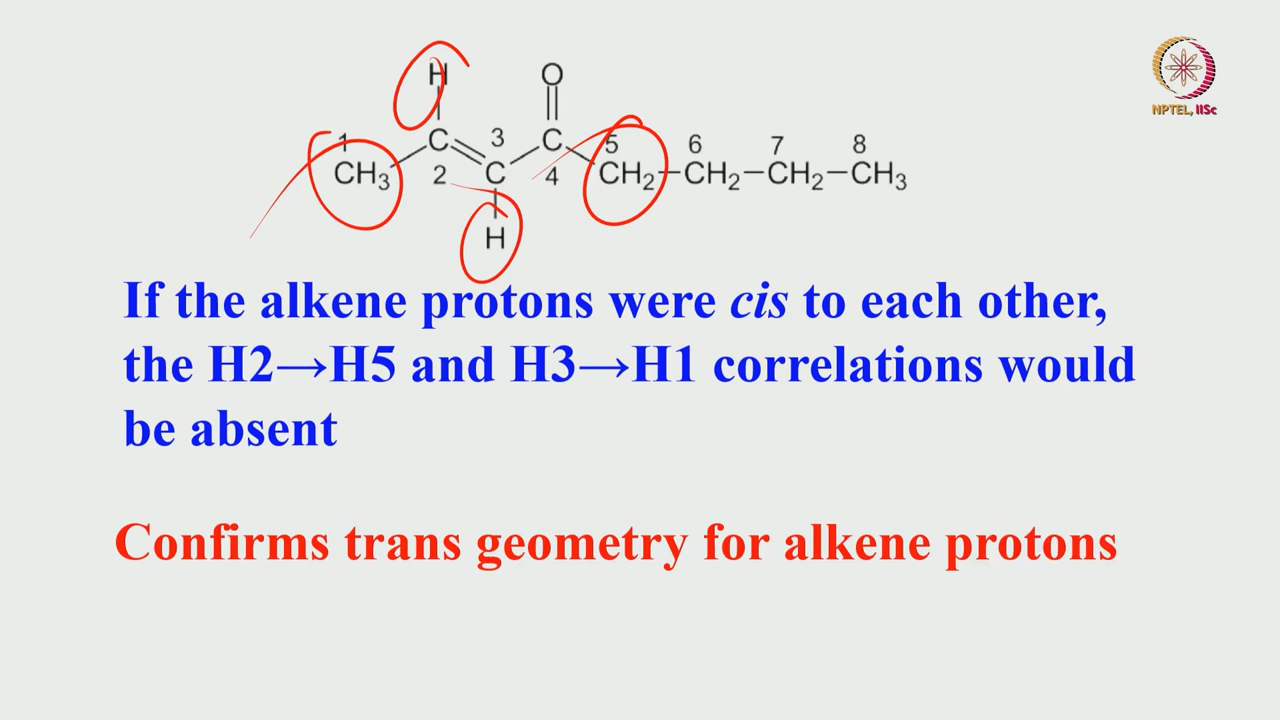 H O
1 3 5 6 7 8
C C
CH3 2 C 4 CH2 CH2 CH2 CH3
H
NPTEL, IISc
If the alkene protons were cis to each other,
the H2→H5 and H3→H1 correlations would
be absent
Confirms trans geometry for alkene protons